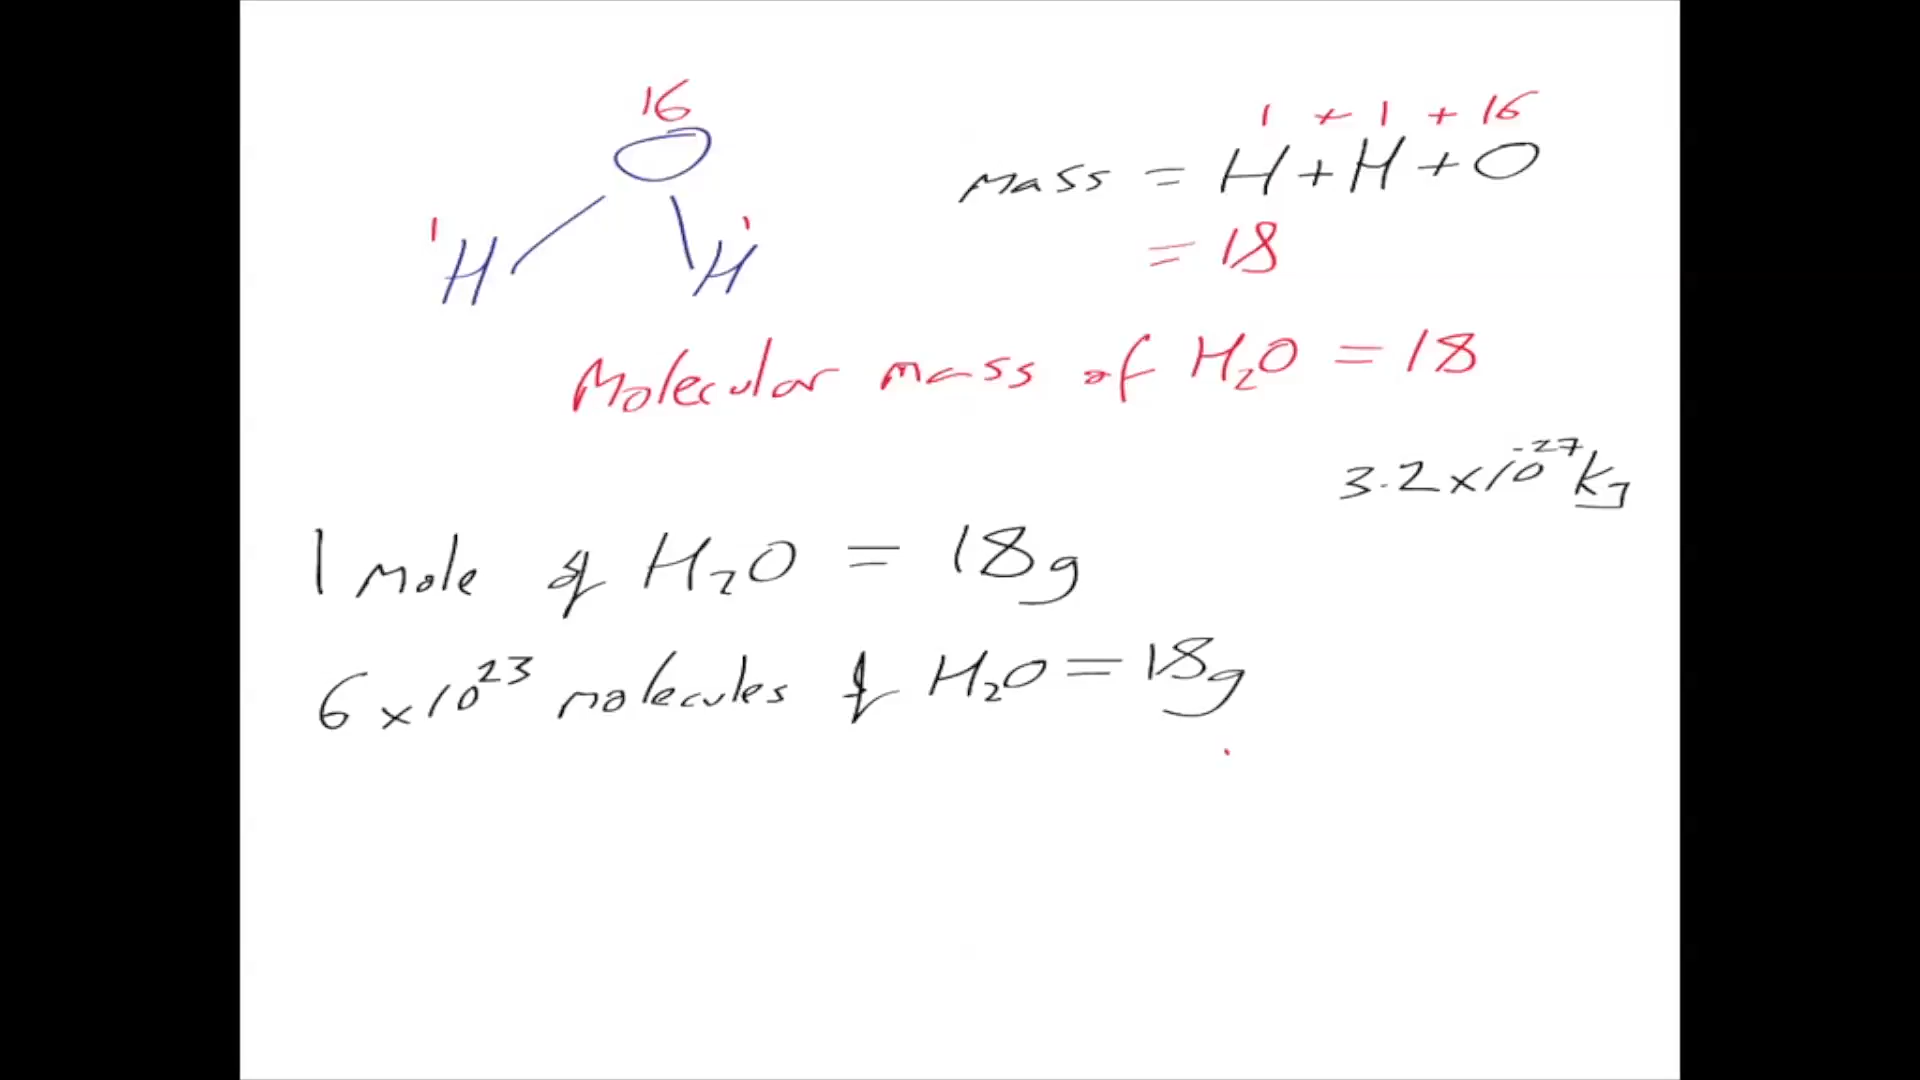 16
1 + 1 + 16
O
mass = H + H + O
1 H
1 H
= 18
Molecular mass of H₂O = 18
3.2 x 10⁻²⁷ kg
1 mole of H₂O = 18g
6 x 10²³ molecules of H₂O = 18g